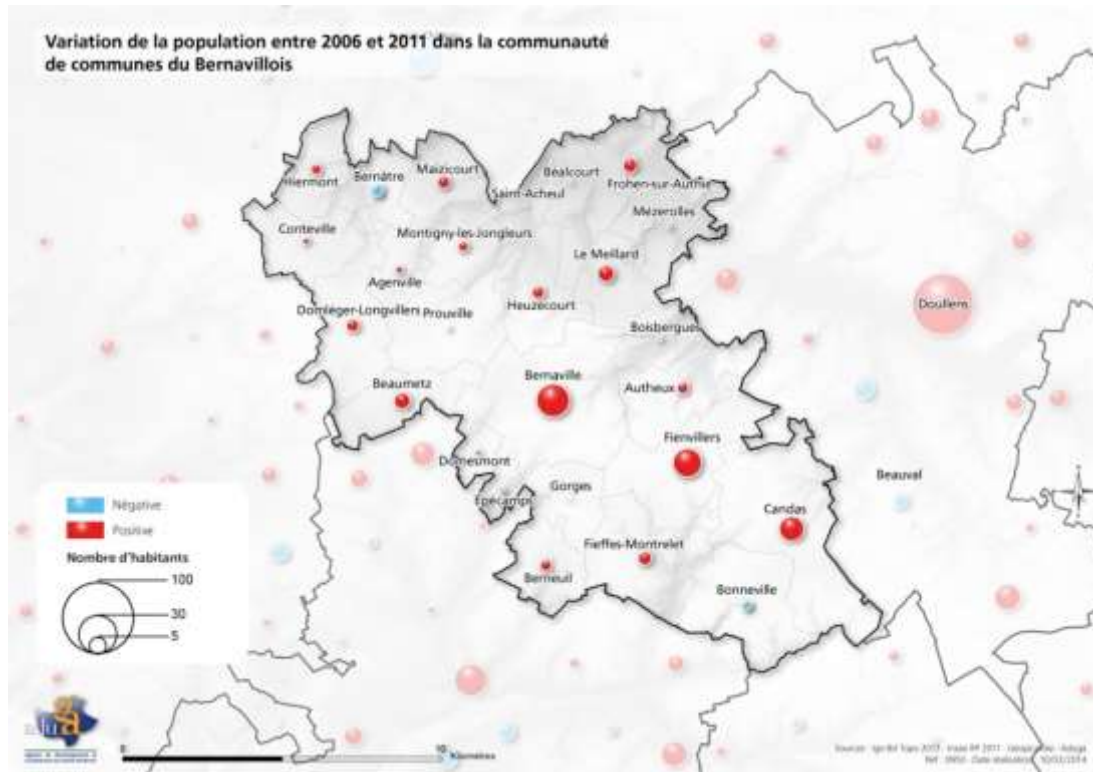 Variation de la population entre 2006 et 2011 dans la communauté
de communes du Bernavillois
Hiermont
Bernâtre
Maizicourt
Saint-Acheul
Béalcourt
Frohen-sur-Authie
Mézerolles
Conteville
Montigny-les-Jongleurs
Le Meillard
Agenville
Heuzecourt
Domléger-Longvillers
Prouville
Boisbergues
Doullens
Bernaville
Autheux
Beaumetz
Fienvillers
Domesmont
Beauval
Epécamps
Gorges
Candas
Fieffes-Montrelet
Berneuil
Bonneville
Négative
Positive
Nombre d'habitants
100
30
5
0
10
Kilomètres